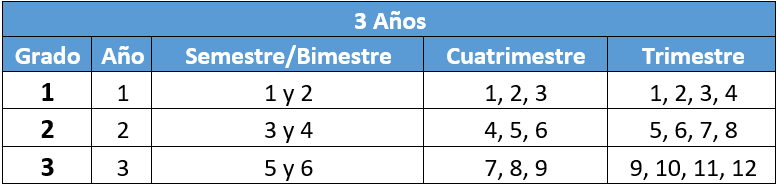 3 Años
Grado Año Semestre/Bimestre Cuatrimestre Trimestre
1 1 1 y 2 1, 2, 3 1, 2, 3, 4
2 2 3 y 4 4, 5, 6 5, 6, 7, 8
3 3 5 y 6 7, 8, 9 9, 10, 11, 12